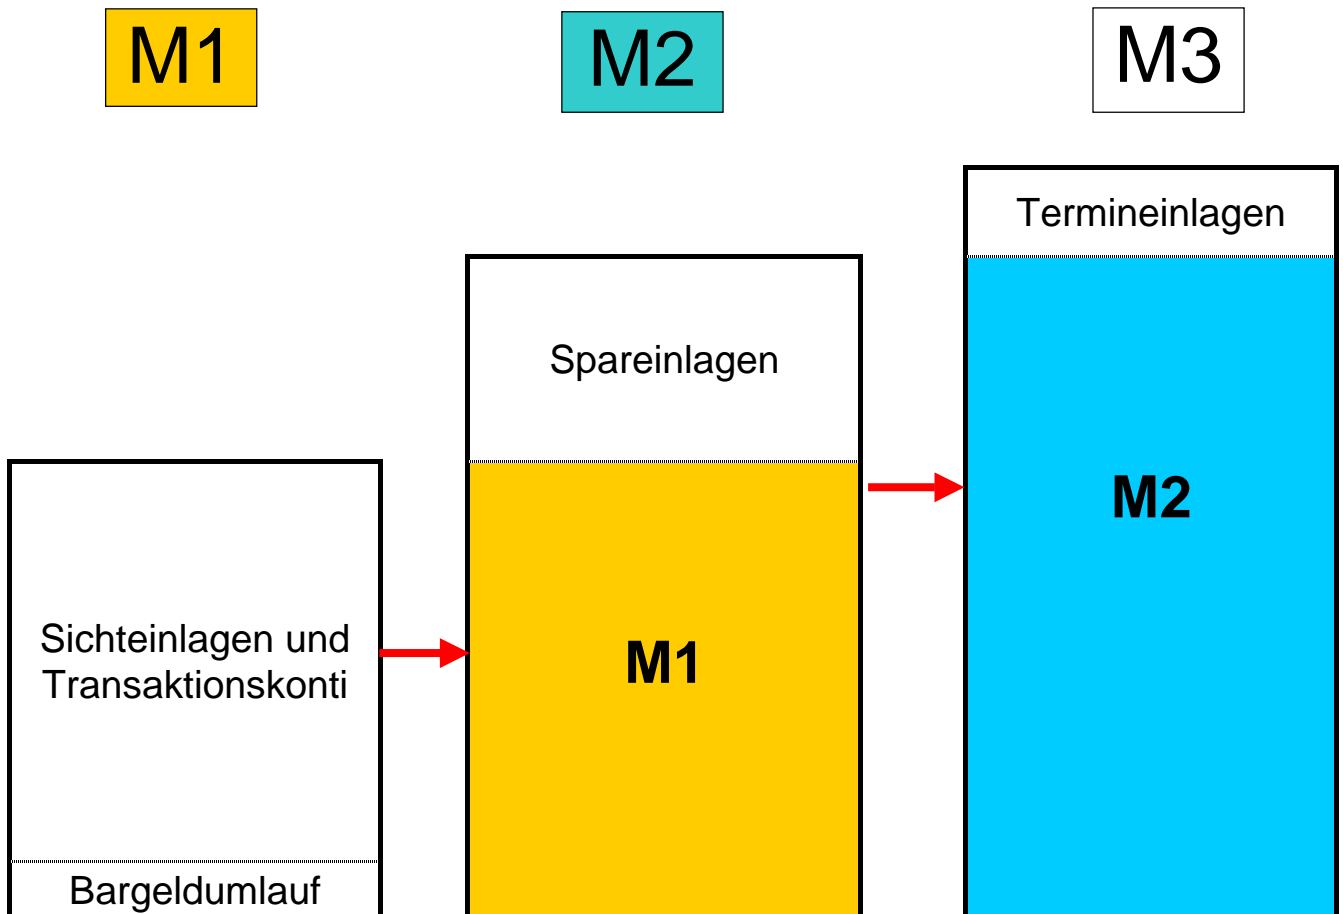 M1
M2
M3
Termineinlagen
Spareinlagen
M2
Sichteinlagen und
Transaktionskonti
M1
Bargeldumlauf